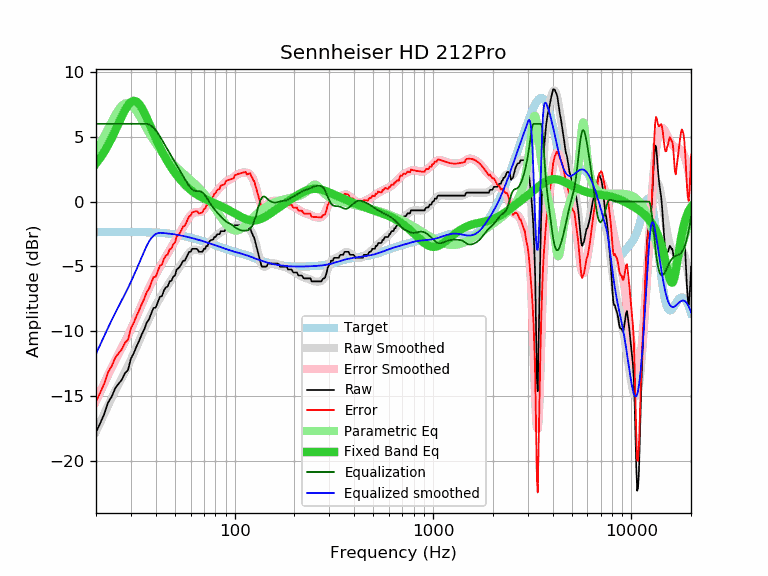 Sennheiser HD 212Pro
Amplitude (dBr)
10
5
0
−5
−10
−15
−20
Target
Raw Smoothed
Error Smoothed
Raw
Error
Parametric Eq
Fixed Band Eq
Equalization
Equalized smoothed
100
1000
10000
Frequency (Hz)